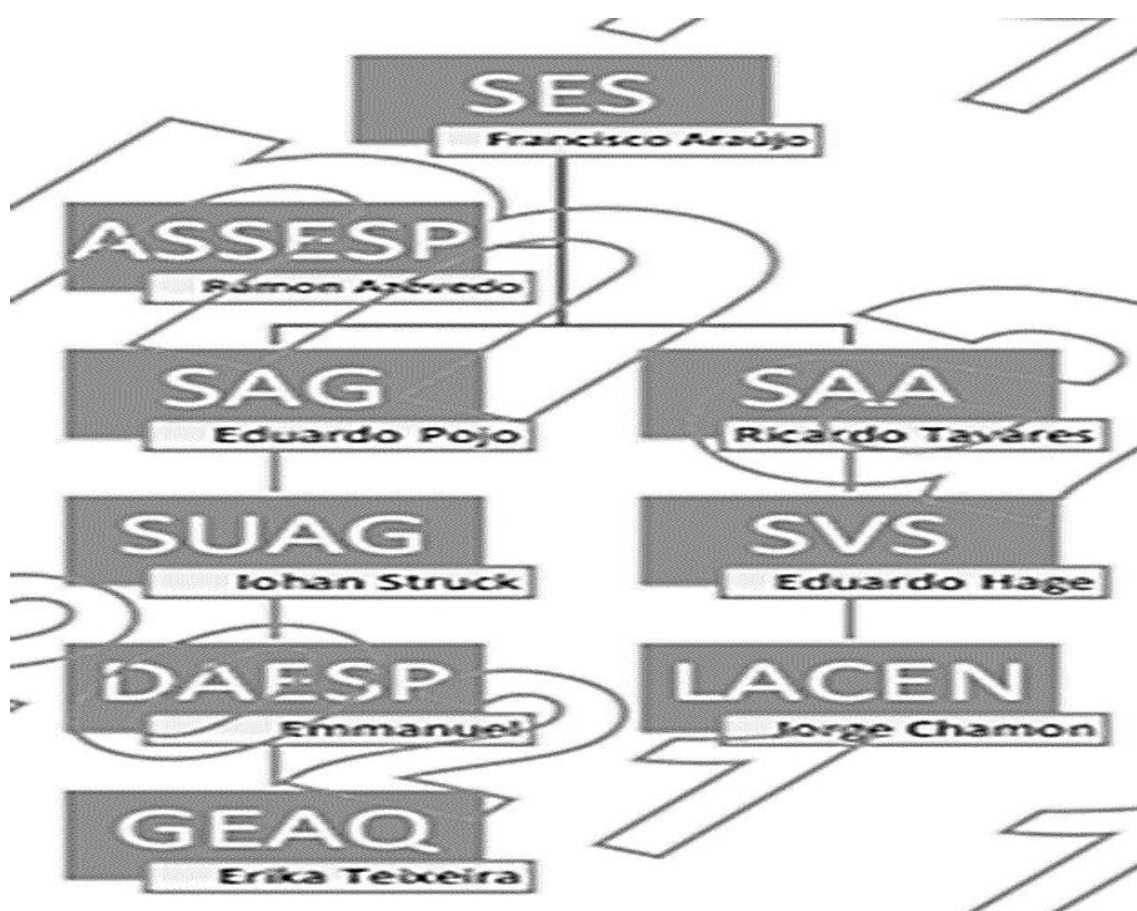 SES
Francisco Araújo
ASSESP
Ramon Azevedo
SAG
Eduardo Pojo
SAA
Ricardo Tavares
SUAG
Iohan Struck
SVS
Eduardo Hage
DAESP
Emmanuel
LACEN
Jorge Chamon
GEAQ
Erika Teixeira